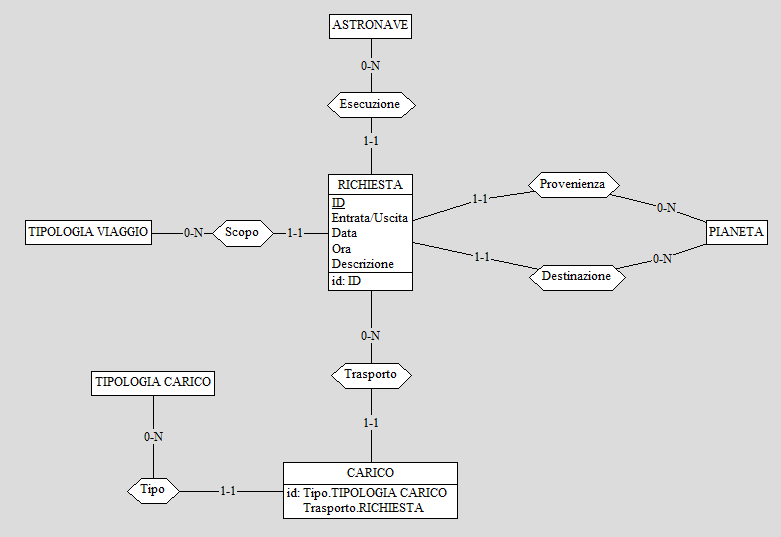 ASTRONAVE
0-N
Esecuzione
1-1
RICHIESTA
ID
Entrata/Uscita
Data
Ora
Descrizione
id: ID
1-1
Provenienza
0-N
PIANETA
1-1
Destinazione
0-N
TIPOLOGIA VIAGGIO
0-N
Scopo
1-1
0-N
Trasporto
1-1
TIPOLOGIA CARICO
0-N
Tipo
1-1
CARICO
id: Tipo.TIPOLOGIA CARICO
Trasporto.RICHIESTA